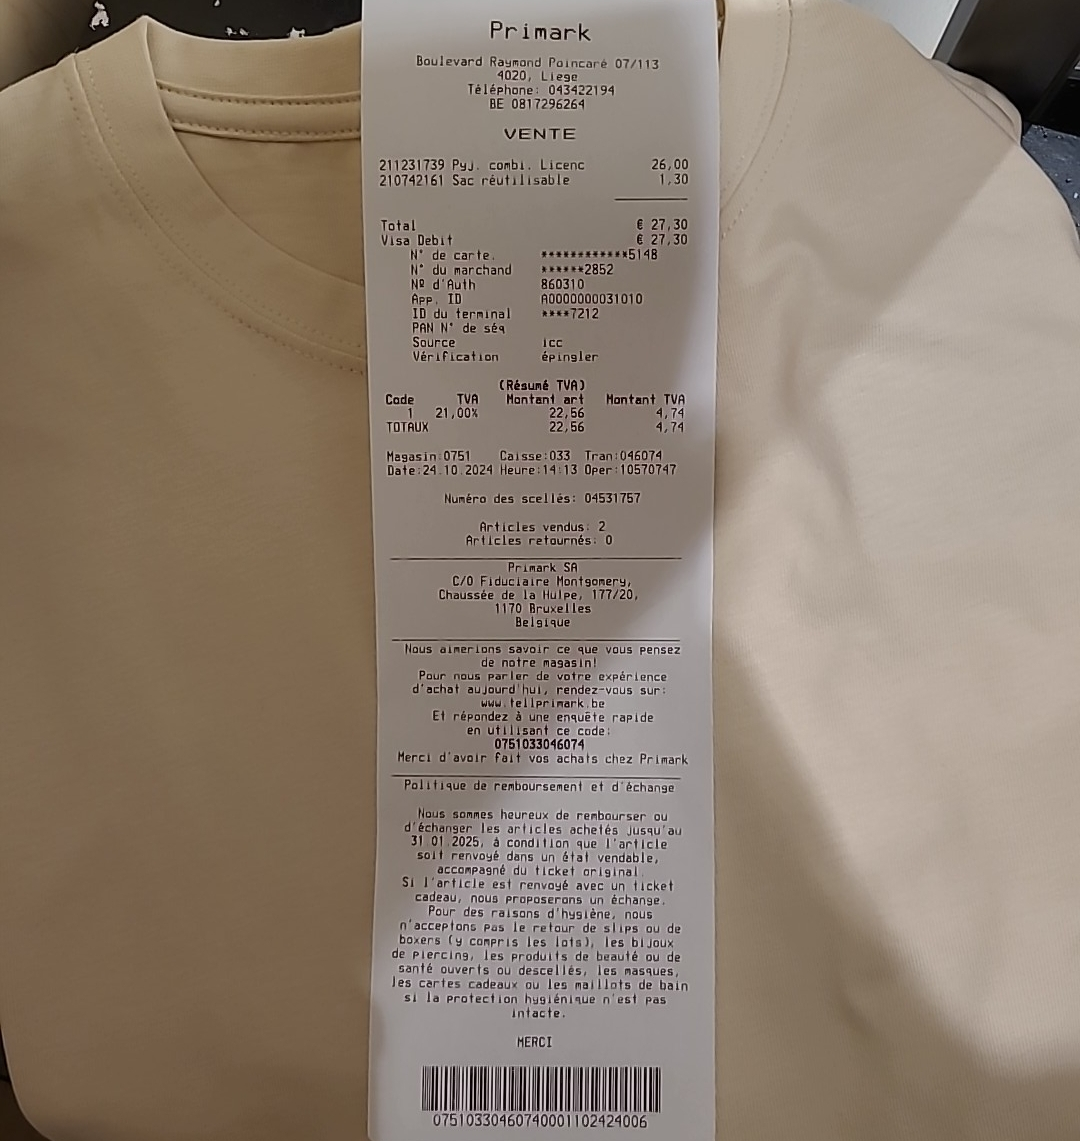 Primark
Boulevard Raymond Poincaré 07/113
4020, Liege
Téléphone: 043422194
BE 0817296264
VENTE
211231739 Pyj. combi. Licenc 26,00
210742161 Sac réutilisable 1,30
Total € 27,30
Visa Debit € 27,30
N° de carte. ************5148
N° du marchand ******2852
Nº d'Auth 860310
App. ID A0000000031010
ID du terminal ****7212
PAN N° de séq
Source icc
Vérification épingler
(Résumé TVA)
Code TVA Montant art Montant TVA
1 21,00% 22,56 4,74
TOTAUX 22,56 4,74
Magasin:0751 Caisse:033 Tran:046074
Date:24.10.2024 Heure:14:13 Oper:10570747
Numéro des scellés: 04531757
Articles vendus: 2
Articles retournés: 0
Primark SA
C/O Fiduciaire Montgomery,
Chaussée de la Hulpe, 177/20,
1170 Bruxelles
Belgique
Nous aimerions savoir ce que vous pensez
de notre magasin!
Pour nous parler de votre expérience
d'achat aujourd'hui, rendez-vous sur:
www.tellprimark.be
Et répondez à une enquête rapide
en utilisant ce code:
0751033046074
Merci d'avoir fait vos achats chez Primark
Politique de remboursement et d'échange
Nous sommes heureux de rembourser ou
d'échanger les articles achetés jusqu'au
31.01.2025, à condition que l'article
soit renvoyé dans un état vendable,
accompagné du ticket original.
Si l'article est renvoyé avec un ticket
cadeau, nous proposerons un échange.
Pour des raisons d'hygiène, nous
n'acceptons pas le retour de slips ou de
boxers (y compris les lots), les bijoux
de piercing, les produits de beauté ou de
santé ouverts ou descellés, les masques,
les cartes cadeaux ou les maillots de bain
si la protection hygiénique n'est pas
intacte.
MERCI
07510330460740001102424006